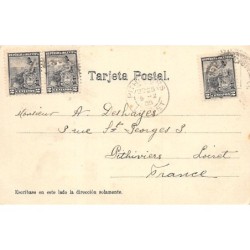 Tarjeta Postal.
Monsieur A. Deshayes
3 rue St Georges 3
Pithiviers Loiret
France
Escríbase en este lado la dirección solamente.